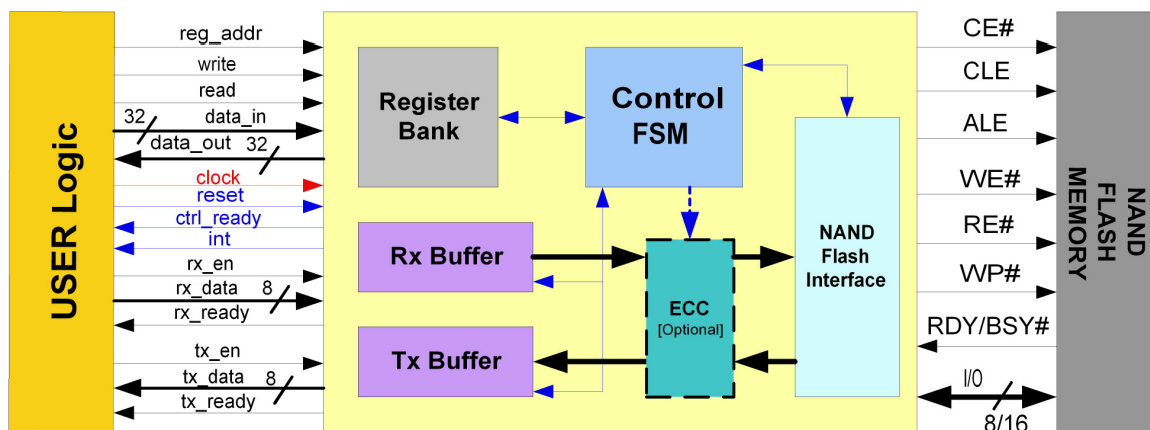 USER Logic
reg_addr
write
read
32
data_in
data_out
32
clock
reset
ctrl_ready
int
rx_en
rx_data
8
rx_ready
tx_en
tx_data
8
tx_ready
Register
Bank
Control
FSM
Rx Buffer
Tx Buffer
ECC
[Optional]
NAND
Flash
Interface
CE#
CLE
ALE
WE#
RE#
WP#
RDY/BSY#
I/0
8/16
NAND
FLASH
MEMORY